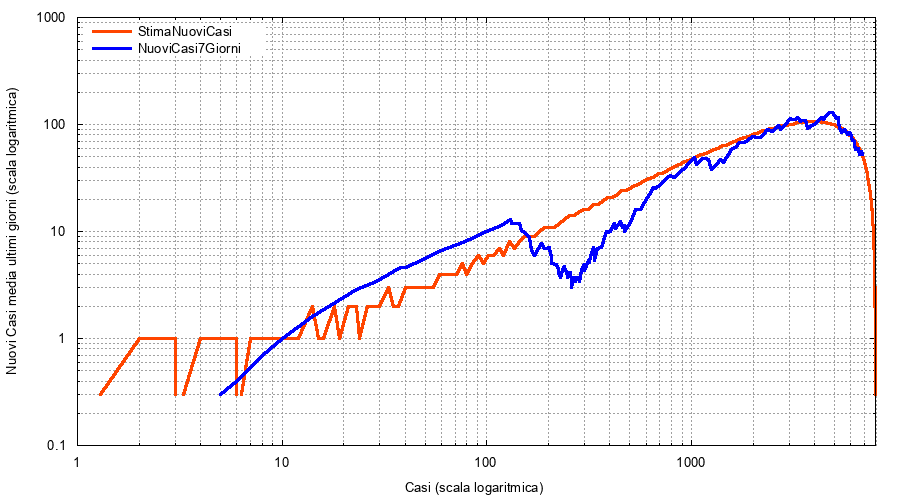 1000
StimaNuoviCasi
NuoviCasi7Giorni
100
10
1
0.1
Nuovi Casi media ultimi giorni (scala logaritmica)
1 10 100 1000
Casi (scala logaritmica)